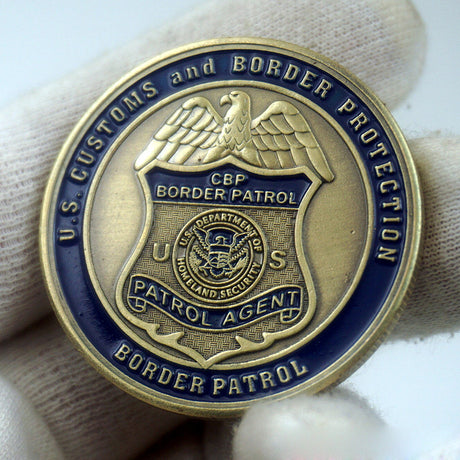 U.S. CUSTOMS and BORDER PROTECTION
CBP
BORDER PATROL
U.S. DEPARTMENT OF
HOMELAND SECURITY
U S
PATROL AGENT
BORDER PATROL